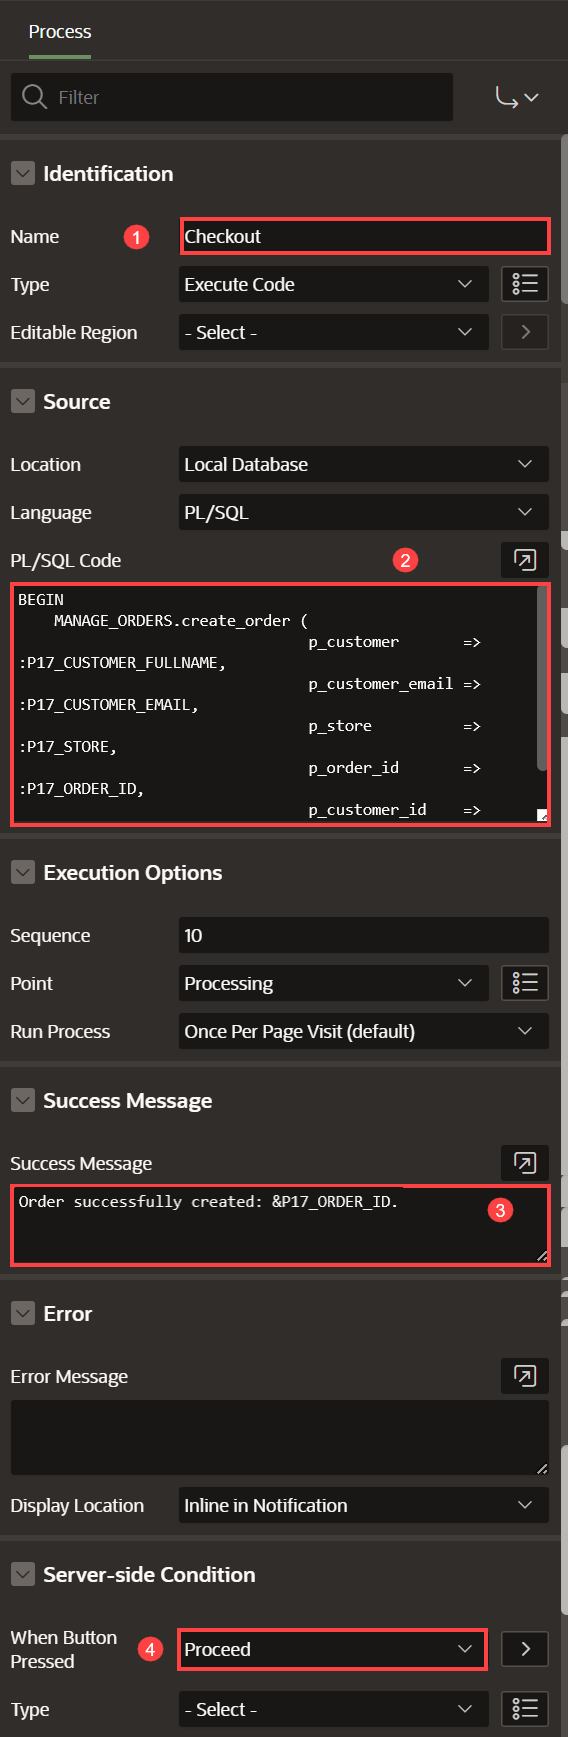 Process
Filter
Identification
Name 1 Checkout
Type Execute Code
Editable Region - Select -
Source
Location Local Database
Language PL/SQL
PL/SQL Code 2
BEGIN
MANAGE_ORDERS.create_order (
p_customer =>
:P17_CUSTOMER_FULLNAME,
p_customer_email =>
:P17_CUSTOMER_EMAIL,
p_store =>
:P17_STORE,
p_order_id =>
:P17_ORDER_ID,
p_customer_id =>
Execution Options
Sequence 10
Point Processing
Run Process Once Per Page Visit (default)
Success Message
Success Message
Order successfully created: &P17_ORDER_ID. 3
Error
Error Message
Display Location Inline in Notification
Server-side Condition
When Button
Pressed 4 Proceed
Type - Select -